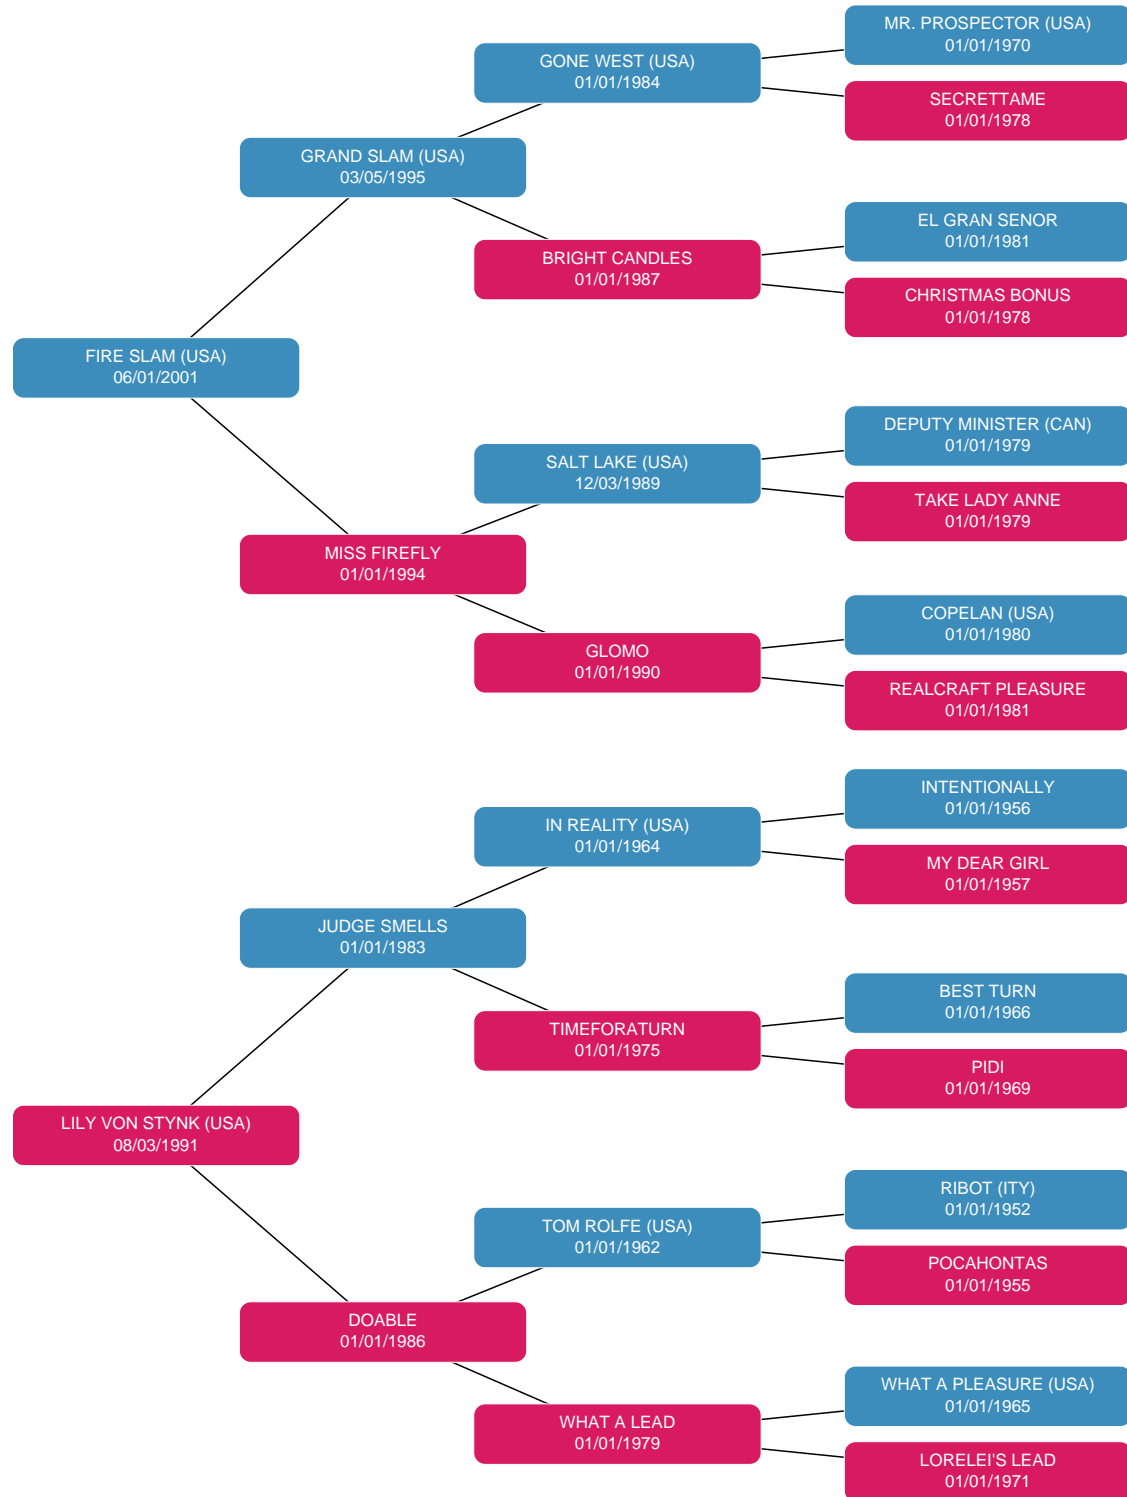 MR. PROSPECTOR (USA)
01/01/1970
GONE WEST (USA)
01/01/1984
SECRETTAME
01/01/1978
GRAND SLAM (USA)
03/05/1995
EL GRAN SENOR
01/01/1981
BRIGHT CANDLES
01/01/1987
CHRISTMAS BONUS
01/01/1978
FIRE SLAM (USA)
06/01/2001
DEPUTY MINISTER (CAN)
01/01/1979
SALT LAKE (USA)
12/03/1989
TAKE LADY ANNE
01/01/1979
MISS FIREFLY
01/01/1994
COPELAN (USA)
01/01/1980
GLOMO
01/01/1990
REALCRAFT PLEASURE
01/01/1981
INTENTIONALLY
01/01/1956
IN REALITY (USA)
01/01/1964
MY DEAR GIRL
01/01/1957
JUDGE SMELLS
01/01/1983
BEST TURN
01/01/1966
TIMEFORATURN
01/01/1975
PIDI
01/01/1969
LILY VON STYNK (USA)
08/03/1991
RIBOT (ITY)
01/01/1952
TOM ROLFE (USA)
01/01/1962
POCAHONTAS
01/01/1955
DOABLE
01/01/1986
WHAT A PLEASURE (USA)
01/01/1965
WHAT A LEAD
01/01/1979
LORELEI'S LEAD
01/01/1971